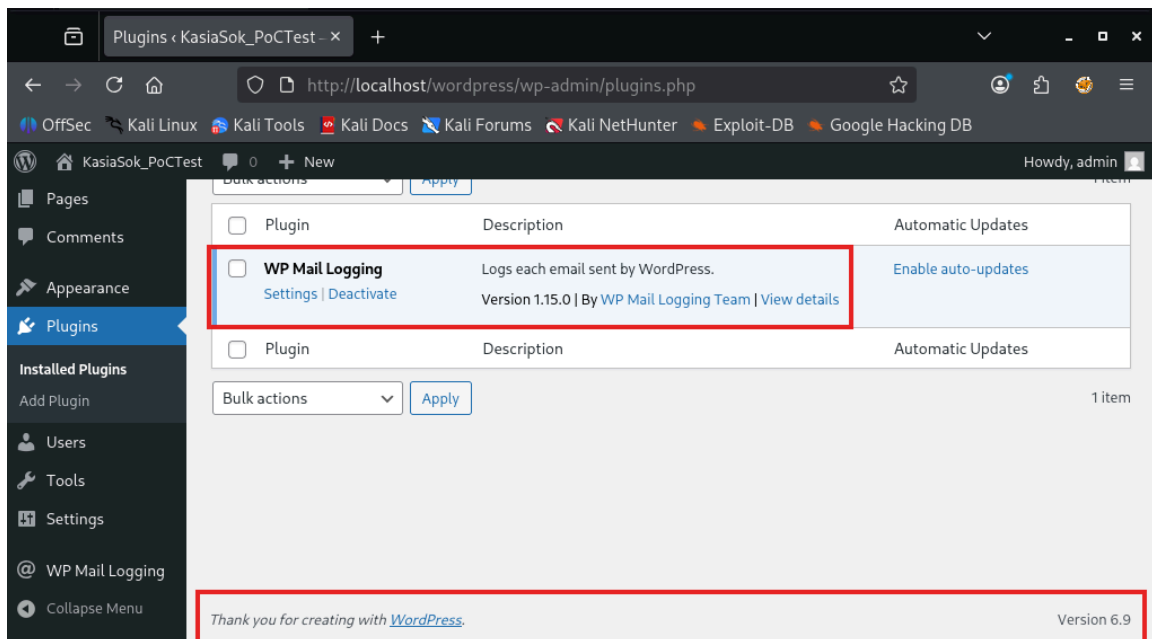 Plugins ‹ KasiaSok_PoCTest –
http://localhost/wordpress/wp-admin/plugins.php
OffSec Kali Linux Kali Tools Kali Docs Kali Forums Kali NetHunter Exploit-DB Google Hacking DB
KasiaSok_PoCTest 0 New Howdy, admin
Bulk actions Apply 1 item
Pages
Plugin Description Automatic Updates
Comments
WP Mail Logging Logs each email sent by WordPress. Enable auto-updates
Appearance
Settings | Deactivate Version 1.15.0 | By WP Mail Logging Team | View details
Plugins
Plugin Description Automatic Updates
Installed Plugins
Add Plugin
Bulk actions Apply 1 item
Users
Tools
Settings
WP Mail Logging
Collapse Menu
Thank you for creating with WordPress. Version 6.9